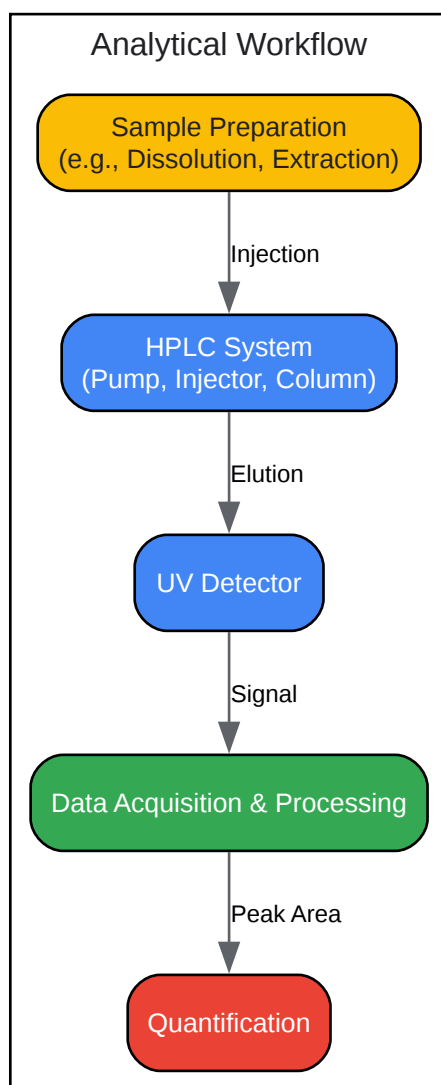 Analytical Workflow
Sample Preparation
(e.g., Dissolution, Extraction)
Injection
HPLC System
(Pump, Injector, Column)
Elution
UV Detector
Signal
Data Acquisition & Processing
Peak Area
Quantification